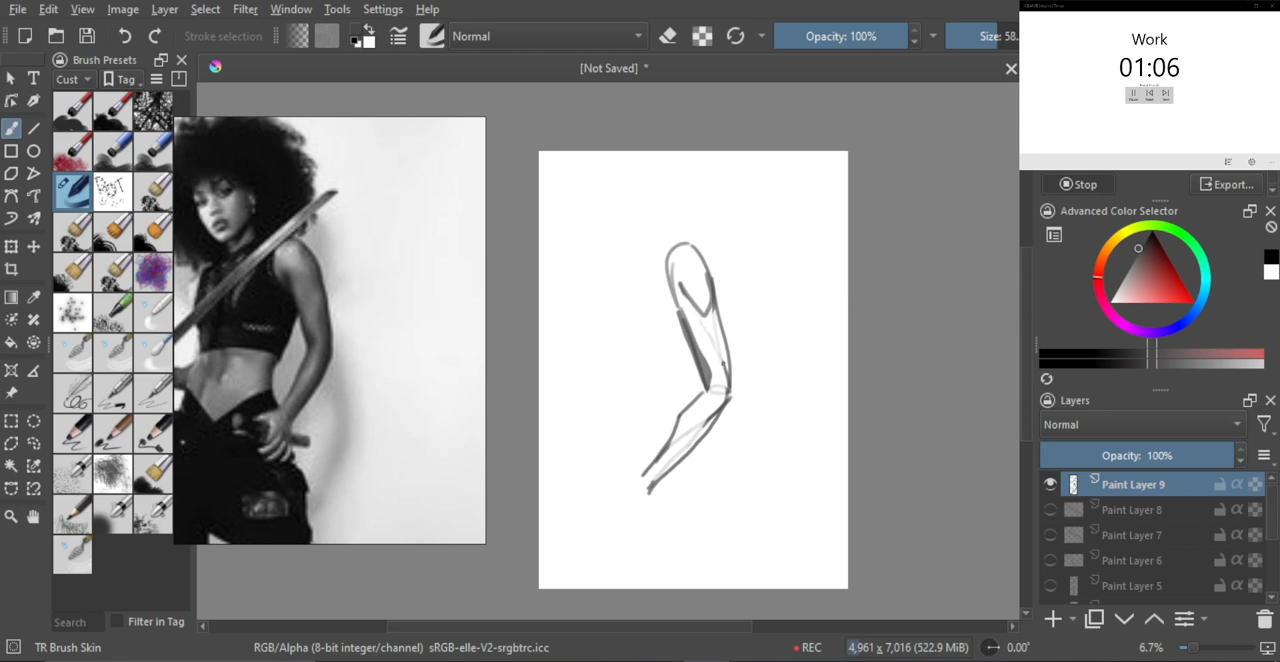 File Edit View Image Layer Select Filter Window Tools Settings Help
Work
01:06
Stroke selection
Normal
Opacity: 100%
Size: 58.
Brush Presets
[Not Saved] *
Cust
Tag
Stop
Export...
Advanced Color Selector
Layers
Normal
Opacity: 100%
Paint Layer 9
Paint Layer 8
Paint Layer 7
Paint Layer 6
Paint Layer 5
Search
Filter in Tag
TR Brush Skin
RGB/Alpha (8-bit integer/channel) sRGB-elle-V2-srgbtrc.icc
REC
4,961 x 7,016 (522.9 MiB)
0.00°
6.7%